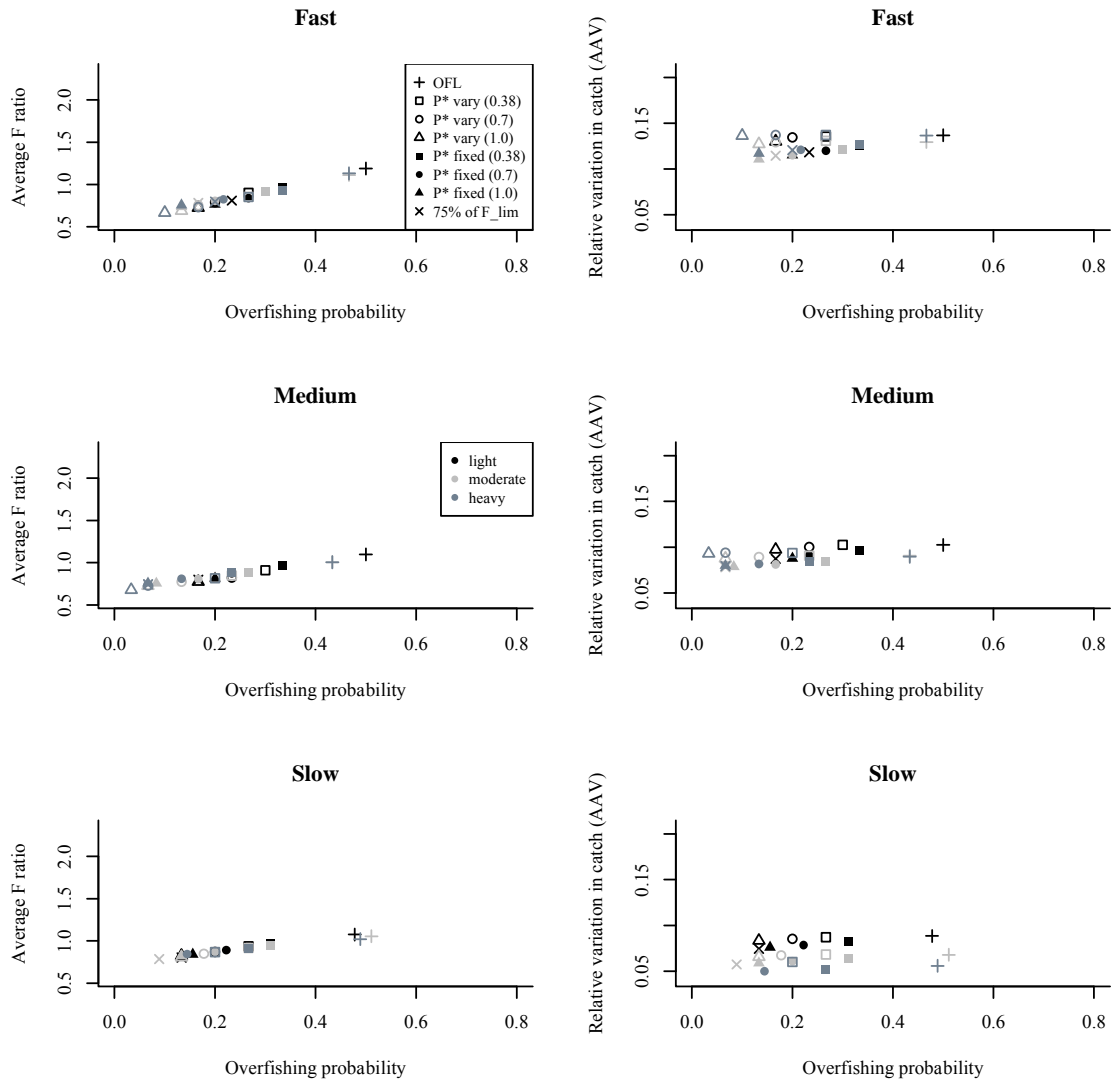 Fast
Average F ratio
2.0
1.5
1.0
0.5
OFL
P* vary (0.38)
P* vary (0.7)
P* vary (1.0)
P* fixed (0.38)
P* fixed (0.7)
P* fixed (1.0)
75% of F_lim
0.0 0.2 0.4 0.6 0.8
Overfishing probability
Fast
Relative variation in catch (AAV)
0.15
0.05
0.0 0.2 0.4 0.6 0.8
Overfishing probability
Medium
Average F ratio
2.0
1.5
1.0
0.5
light
moderate
heavy
0.0 0.2 0.4 0.6 0.8
Overfishing probability
Medium
Relative variation in catch (AAV)
0.15
0.05
0.0 0.2 0.4 0.6 0.8
Overfishing probability
Slow
Average F ratio
2.0
1.5
1.0
0.5
0.0 0.2 0.4 0.6 0.8
Overfishing probability
Slow
Relative variation in catch (AAV)
0.15
0.05
0.0 0.2 0.4 0.6 0.8
Overfishing probability